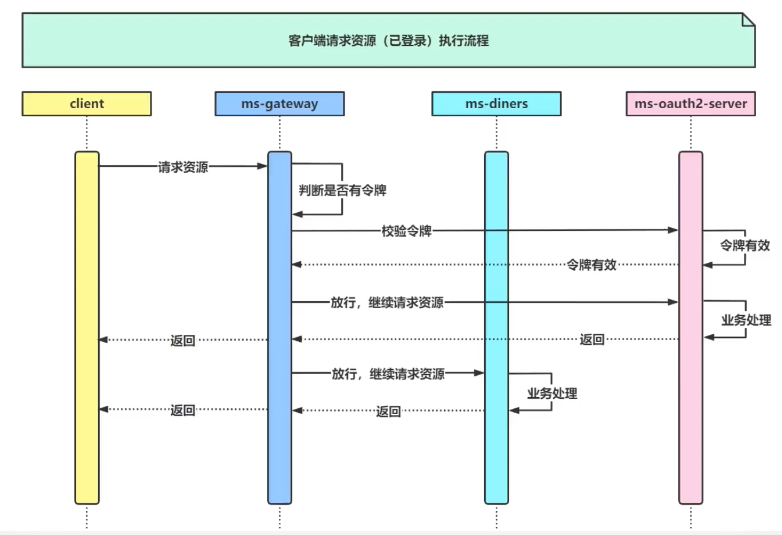 客户端请求资源（已登录）执行流程
client
ms-gateway
ms-diners
ms-oauth2-server
请求资源
判断是否有令牌
校验令牌
令牌有效
令牌有效
放行，继续请求资源
业务处理
返回
返回
放行，继续请求资源
业务处理
返回
返回